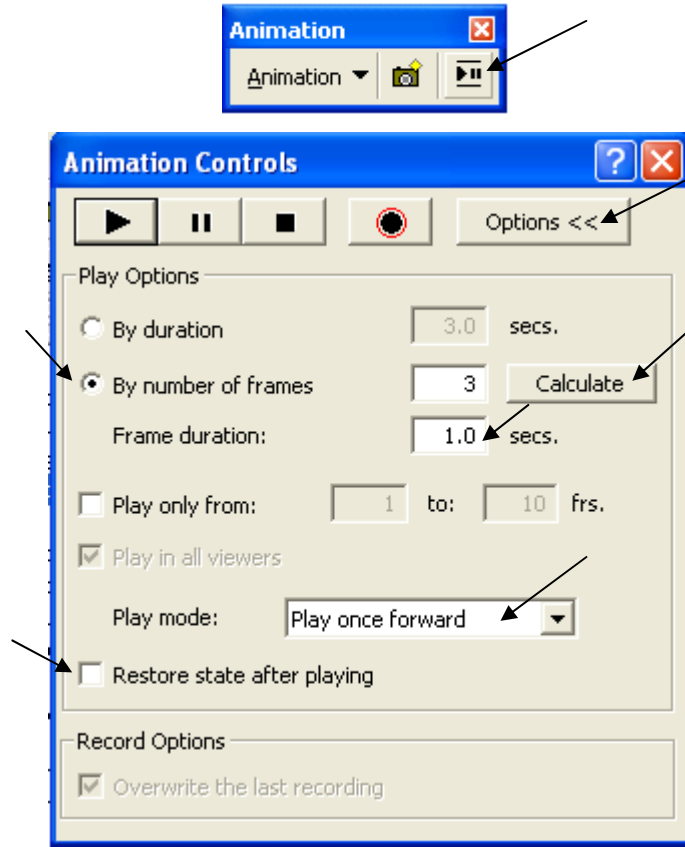 Animation
Animation
Animation Controls
Options <<
Play Options
By duration 3.0 secs.
By number of frames 3 Calculate
Frame duration: 1.0 secs.
Play only from: 1 to: 10 frs.
Play in all viewers
Play mode: Play once forward
Restore state after playing
Record Options
Overwrite the last recording